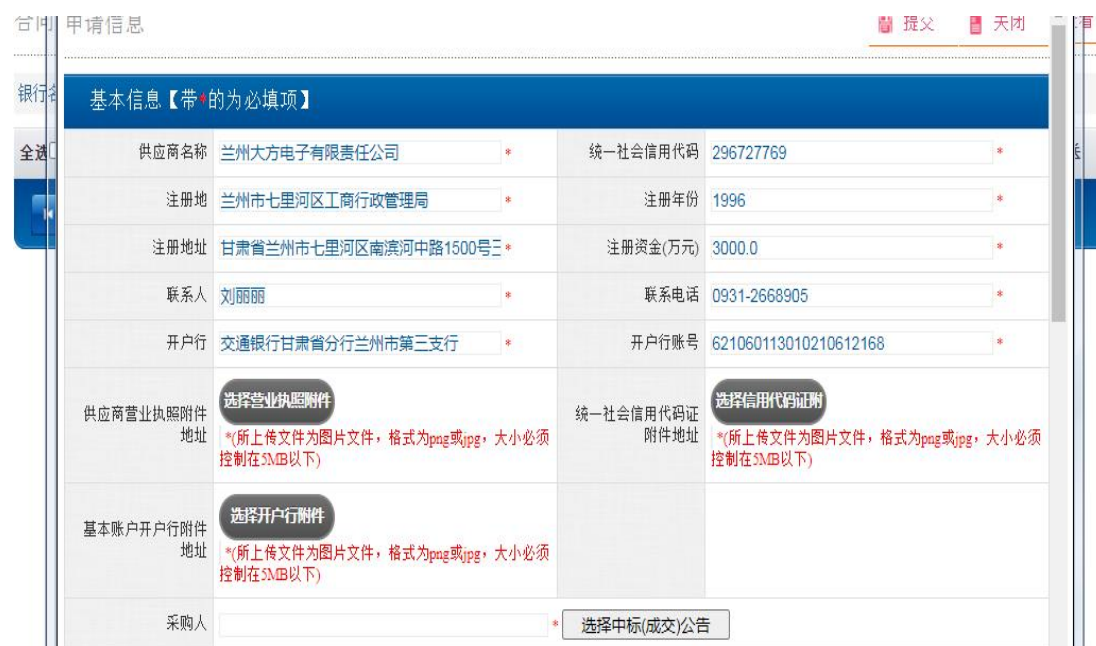 申请信息 提交 关闭
银行
基本信息【带*的为必填项】
全选
供应商名称 兰州大方电子有限责任公司 * 统一社会信用代码 296727769 *
注册地 兰州市七里河区工商行政管理局 * 注册年份 1996 *
注册地址 甘肃省兰州市七里河区南滨河中路1500号三 * 注册资金(万元) 3000.0 *
联系人 刘丽丽 * 联系电话 0931-2668905 *
开户行 交通银行甘肃省分行兰州市第三支行 * 开户行账号 621060113010210612168 *
供应商营业执照附件
地址
选择营业执照附件
*(所上传文件为图片文件，格式为png或jpg，大小必须
控制在5MB以下)
统一社会信用代码证
附件地址
选择信用代码证附
*(所上传文件为图片文件，格式为png或jpg，大小必须
控制在5MB以下)
基本账户开户行附件
地址
选择开户行附件
*(所上传文件为图片文件，格式为png或jpg，大小必须
控制在5MB以下)
采购人 * 选择中标(成交)公告